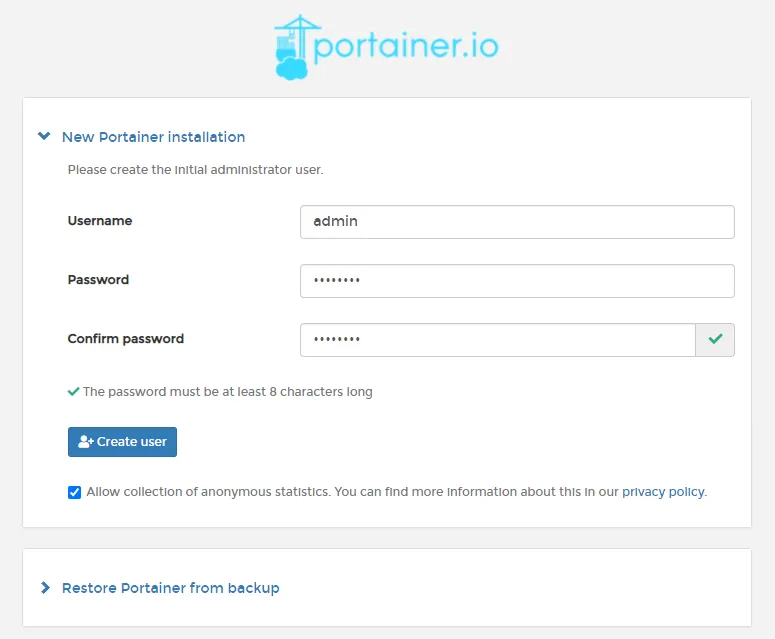 portainer.io
New Portainer installation
Please create the initial administrator user.
Username
admin
Password
••••••••
Confirm password
••••••••
The password must be at least 8 characters long
Create user
Allow collection of anonymous statistics. You can find more information about this in our privacy policy.
Restore Portainer from backup